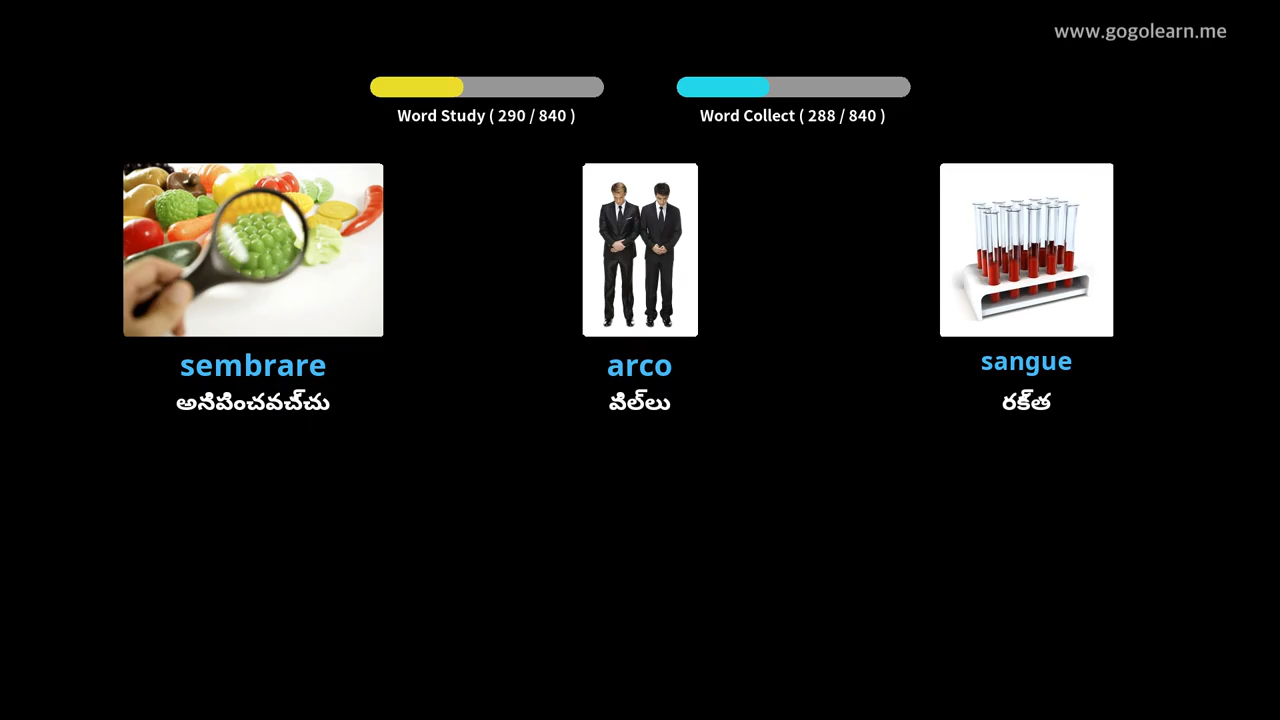 www.gogolearn.me
Word Study ( 290 / 840 )
Word Collect ( 288 / 840 )
sembrare
arco
sangue
అనిపించవచ్చు
విల్లు
రక్త